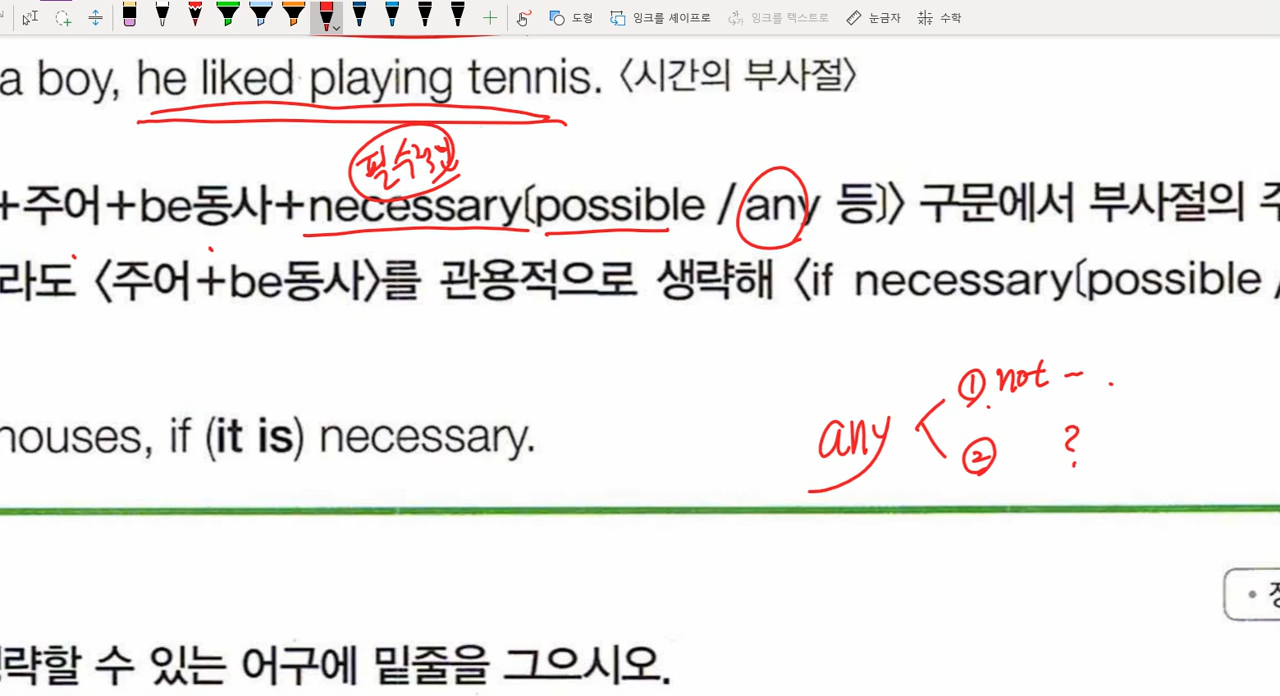 도형 잉크를 셰이프로 잉크를 텍스트로 눈금자 수학
a boy, he liked playing tennis. 〈시간의 부사절〉
필수적인
+주어+be동사+necessary(possible / any 등)〉 구문에서 부사절의 주
라도 〈주어+be동사〉를 관용적으로 생략해 〈if necessary(possible /
① not ~ .
houses, if (it is) necessary.
any
② ?
략할 수 있는 어구에 밑줄을 그으시오.